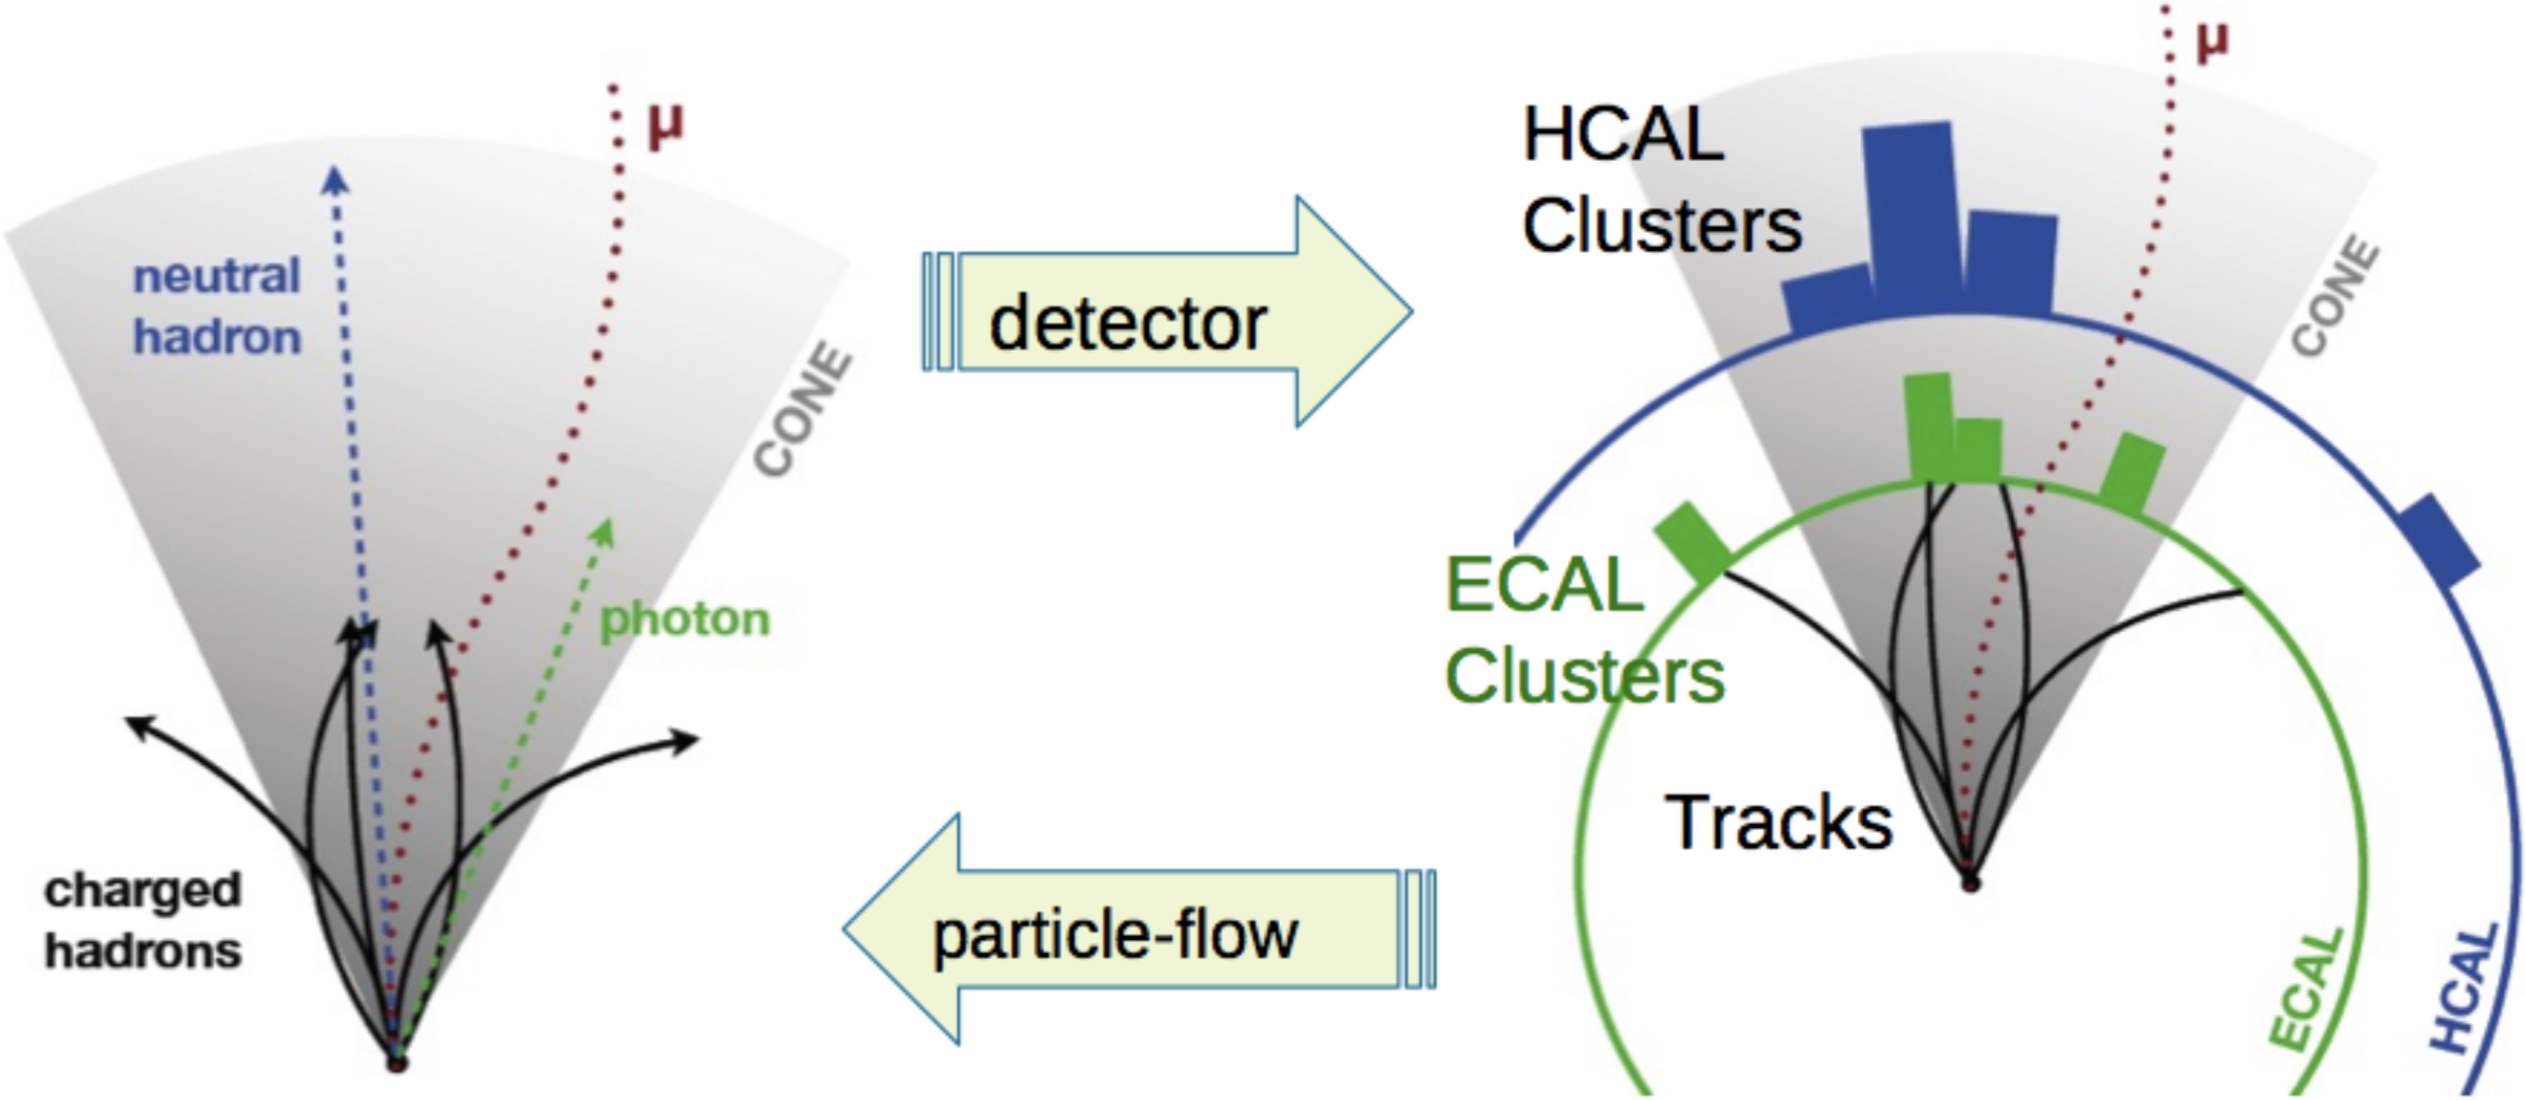 μ
neutral
hadron
CONE
photon
charged
hadrons
detector
particle-flow
μ
HCAL
Clusters
CONE
ECAL
Clusters
Tracks
ECAL
HCAL